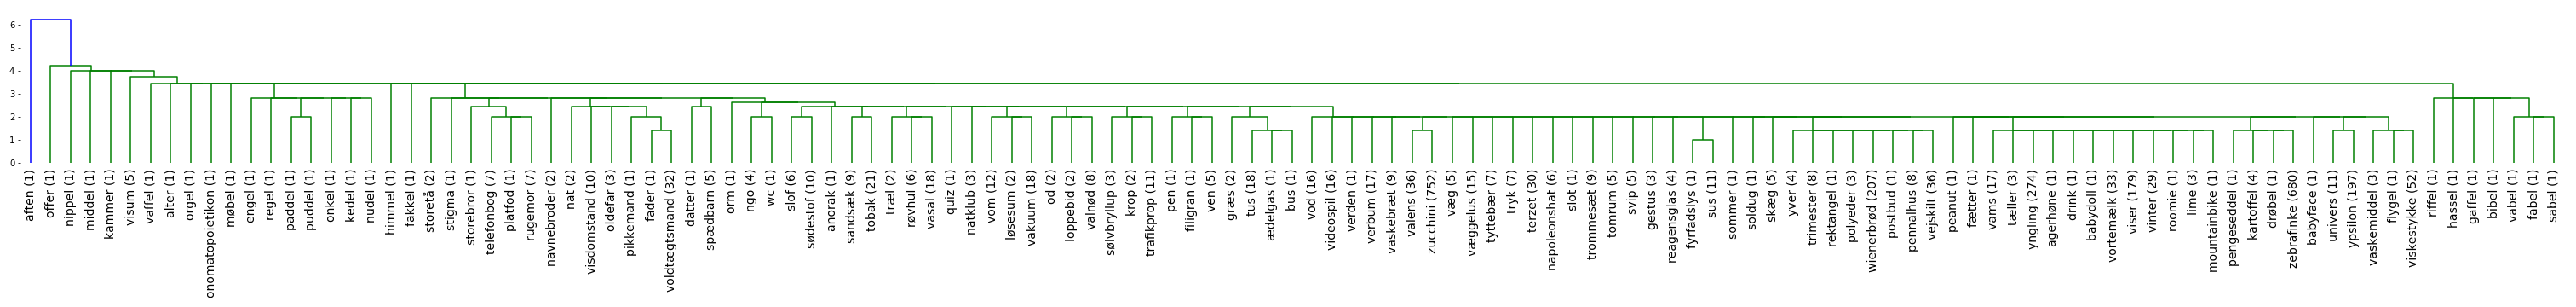 6
5
4
3
2
1
0
aften (1)
offer (1)
nippel (1)
middel (1)
kammer (1)
visum (5)
vaffel (1)
alter (1)
orgel (1)
onomatopoietikon (1)
møbel (1)
engel (1)
regel (1)
paddel (1)
puddel (1)
onkel (1)
kedel (1)
nudel (1)
himmel (1)
fakkel (1)
storetå (2)
stigma (1)
storebror (1)
telefonbog (7)
platfod (1)
rugemor (7)
navnebroder (2)
nat (2)
visdomstand (10)
oldefar (3)
pikkemand (1)
fader (1)
voldtægtsmand (32)
datter (1)
spædbarn (5)
orm (1)
ngo (4)
wc (1)
slof (6)
sødestof (10)
anorak (1)
sandsæk (9)
tobak (21)
træl (2)
røvhul (6)
vasal (18)
quiz (1)
natklub (3)
vom (12)
løsesum (2)
vakuum (18)
od (2)
loppebid (2)
valnød (8)
sølvbryllup (3)
krop (2)
trafikprop (11)
pen (1)
filigran (1)
ven (5)
græs (2)
tus (18)
ædelgas (1)
bus (1)
vod (16)
videospil (16)
verden (1)
verbum (17)
vaskebræt (9)
valens (36)
zucchini (752)
væg (5)
væggelus (15)
tyttebær (7)
tryk (7)
terzet (30)
napoleonshat (6)
slot (1)
trommesæt (9)
tomrum (5)
svip (5)
gestus (3)
reagensglas (4)
fyrfadslys (1)
sus (11)
sommer (1)
soldug (1)
skæg (5)
yver (4)
trimester (8)
rektangel (1)
polyeder (3)
wienerbrød (207)
postbud (1)
pennalhus (8)
vejskilt (36)
peanut (1)
fætter (1)
vams (17)
tæller (3)
yngling (274)
agerhøne (1)
drink (1)
babydoll (1)
vortemælk (33)
viser (179)
vinter (29)
roomie (1)
lime (3)
mountainbike (1)
pengeseddel (1)
kartoffel (4)
drøbel (1)
zebrafinke (680)
babyface (1)
univers (11)
ypsilon (197)
vaskemiddel (3)
flygel (1)
viskestykke (52)
riffel (1)
hassel (1)
gaffel (1)
bibel (1)
vabel (1)
fabel (1)
sabel (1)